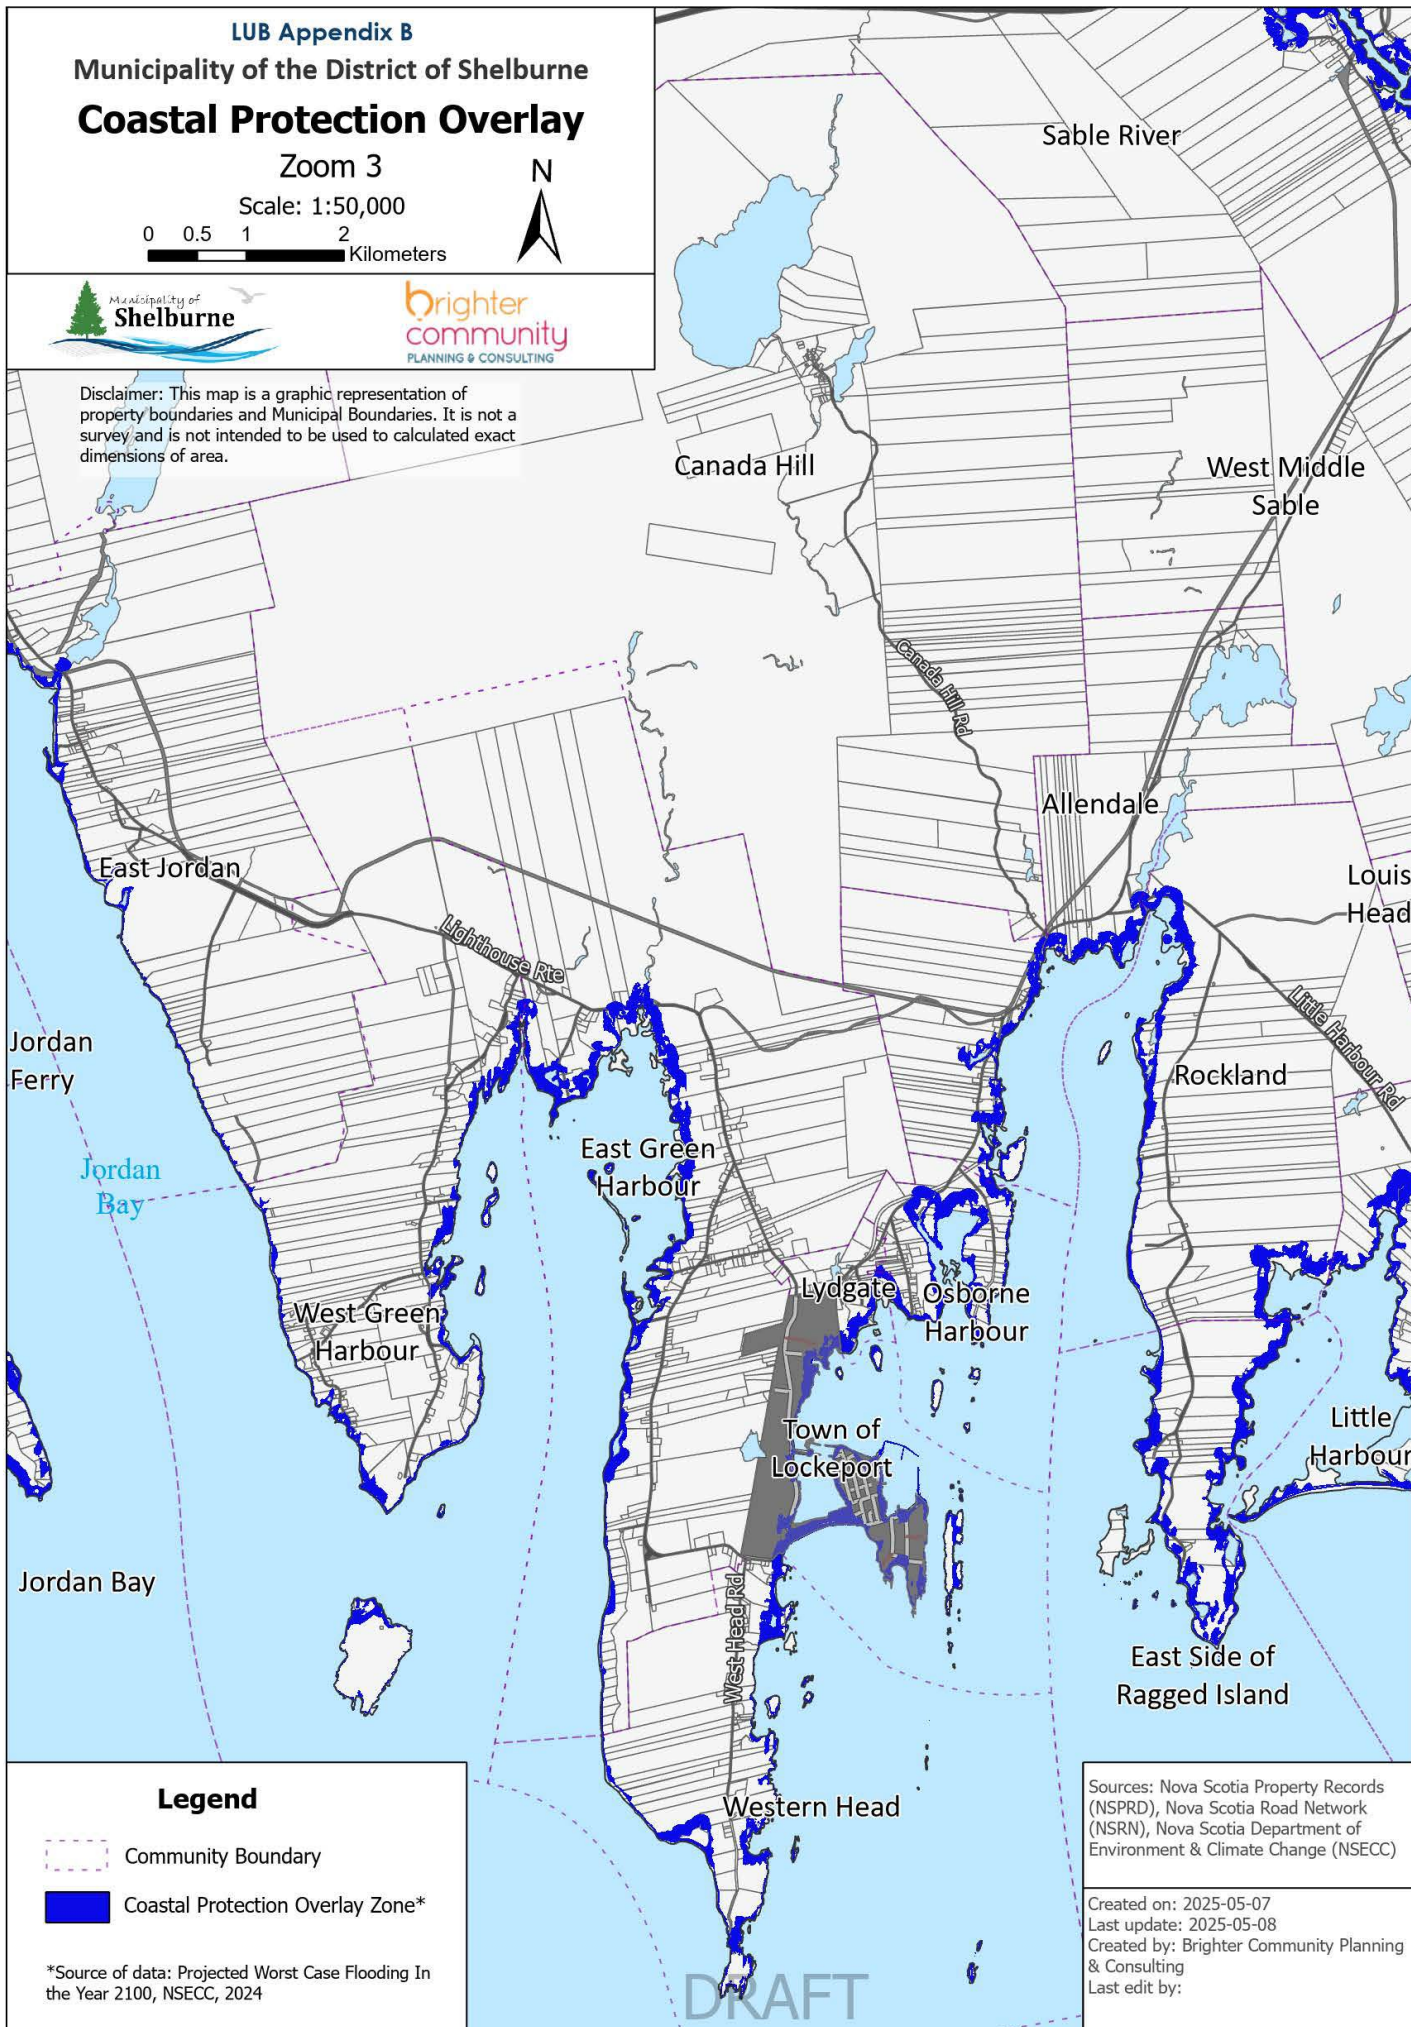 LUB Appendix B
Municipality of the District of Shelburne
Coastal Protection Overlay
Zoom 3
N
Scale: 1:50,000
0 0.5 1 2
Kilometers
Municipality of
Shelburne
brighter
community
PLANNING & CONSULTING
Disclaimer: This map is a graphic representation of
property boundaries and Municipal Boundaries. It is not a
survey and is not intended to be used to calculated exact
dimensions of area.
Sable River
Canada Hill
West Middle
Sable
Canada Hill Rd
Allendale
East Jordan
Louis
Head
Lighthouse Rte
Little Harbour Rd
Jordan
Ferry
Rockland
East Green
Harbour
Jordan
Bay
Lydgate
Osborne
Harbour
West Green
Harbour
Town of
Lockeport
Little
Harbour
Jordan Bay
West Head Rd
East Side of
Ragged Island
Western Head
Legend
Community Boundary
Coastal Protection Overlay Zone*
*Source of data: Projected Worst Case Flooding In
the Year 2100, NSECC, 2024
Sources: Nova Scotia Property Records
(NSPRD), Nova Scotia Road Network
(NSRN), Nova Scotia Department of
Environment & Climate Change (NSECC)
Created on: 2025-05-07
Last update: 2025-05-08
Created by: Brighter Community Planning
& Consulting
Last edit by:
DRAFT